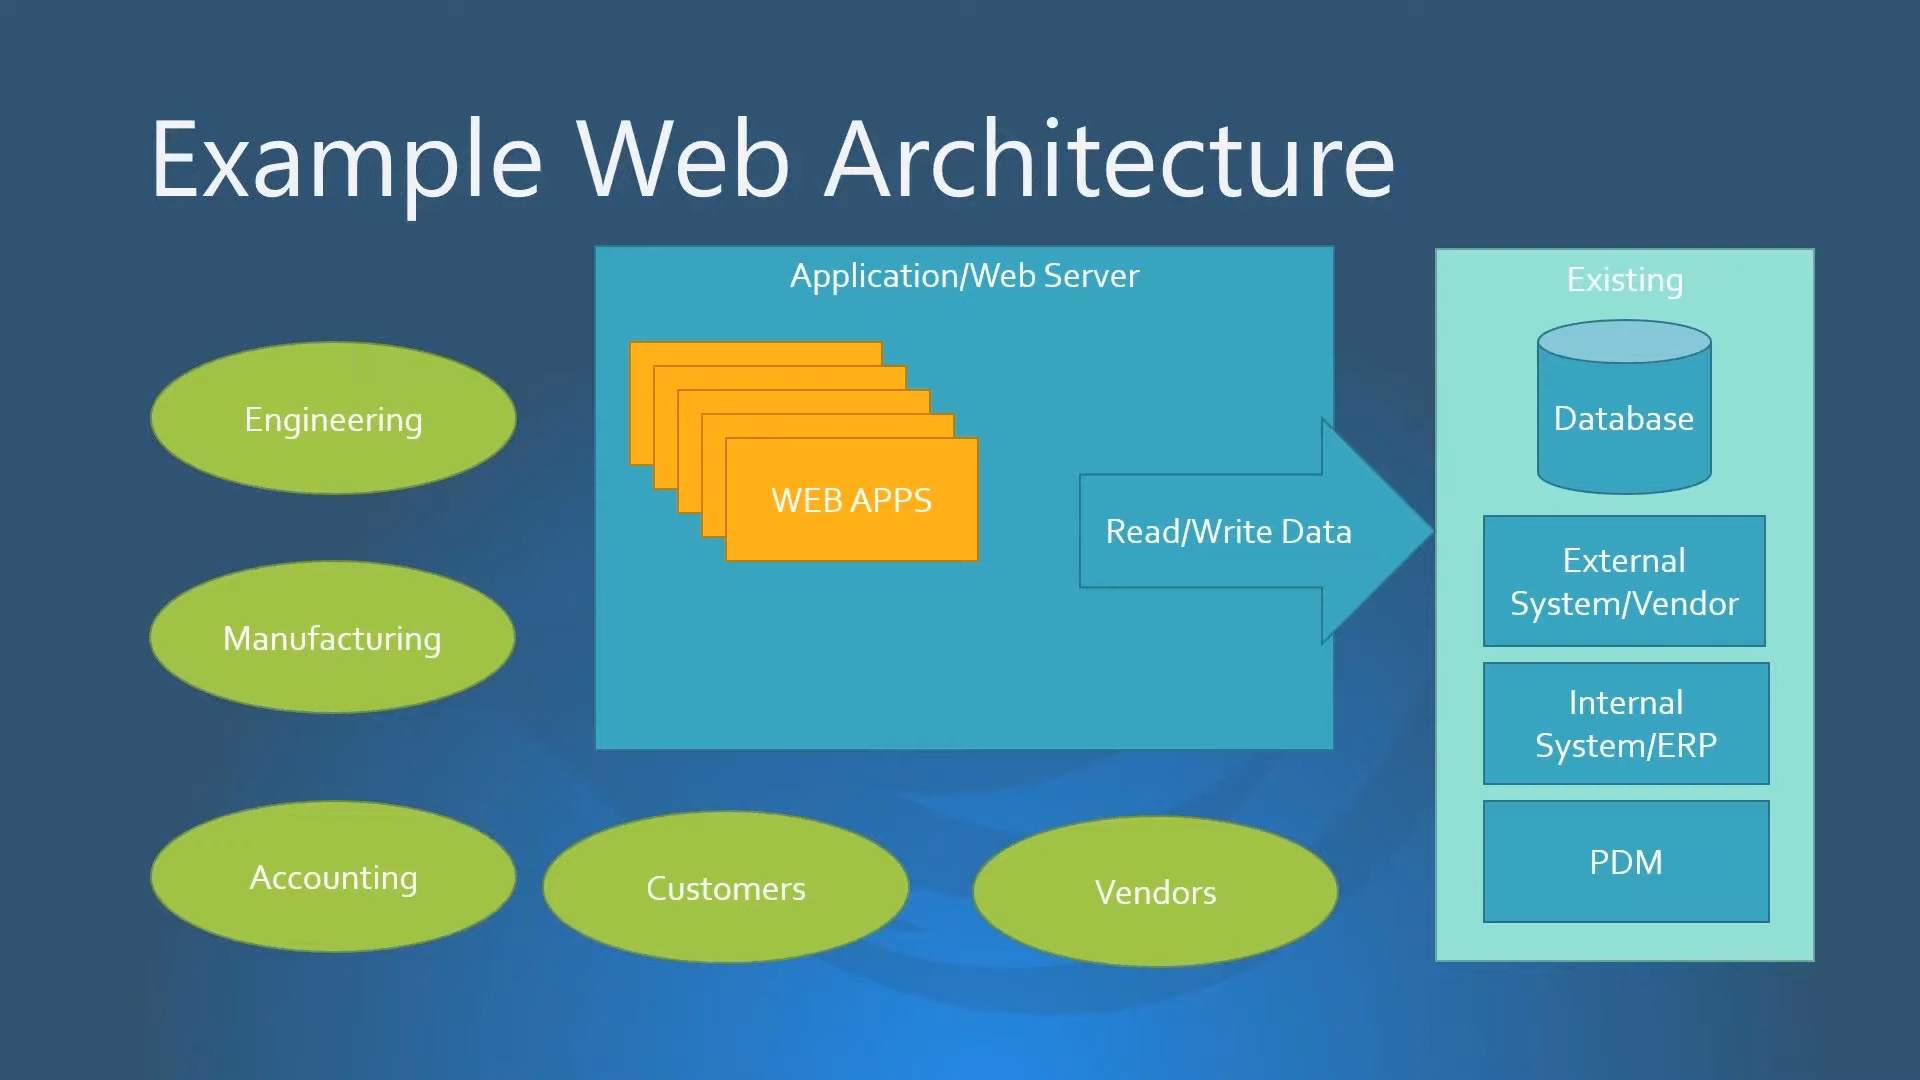 Example Web Architecture
Application/Web Server
Existing
Engineering
Database
WEB APPS
Read/Write Data
External
System/Vendor
Manufacturing
Internal
System/ERP
Accounting
Customers
Vendors
PDM